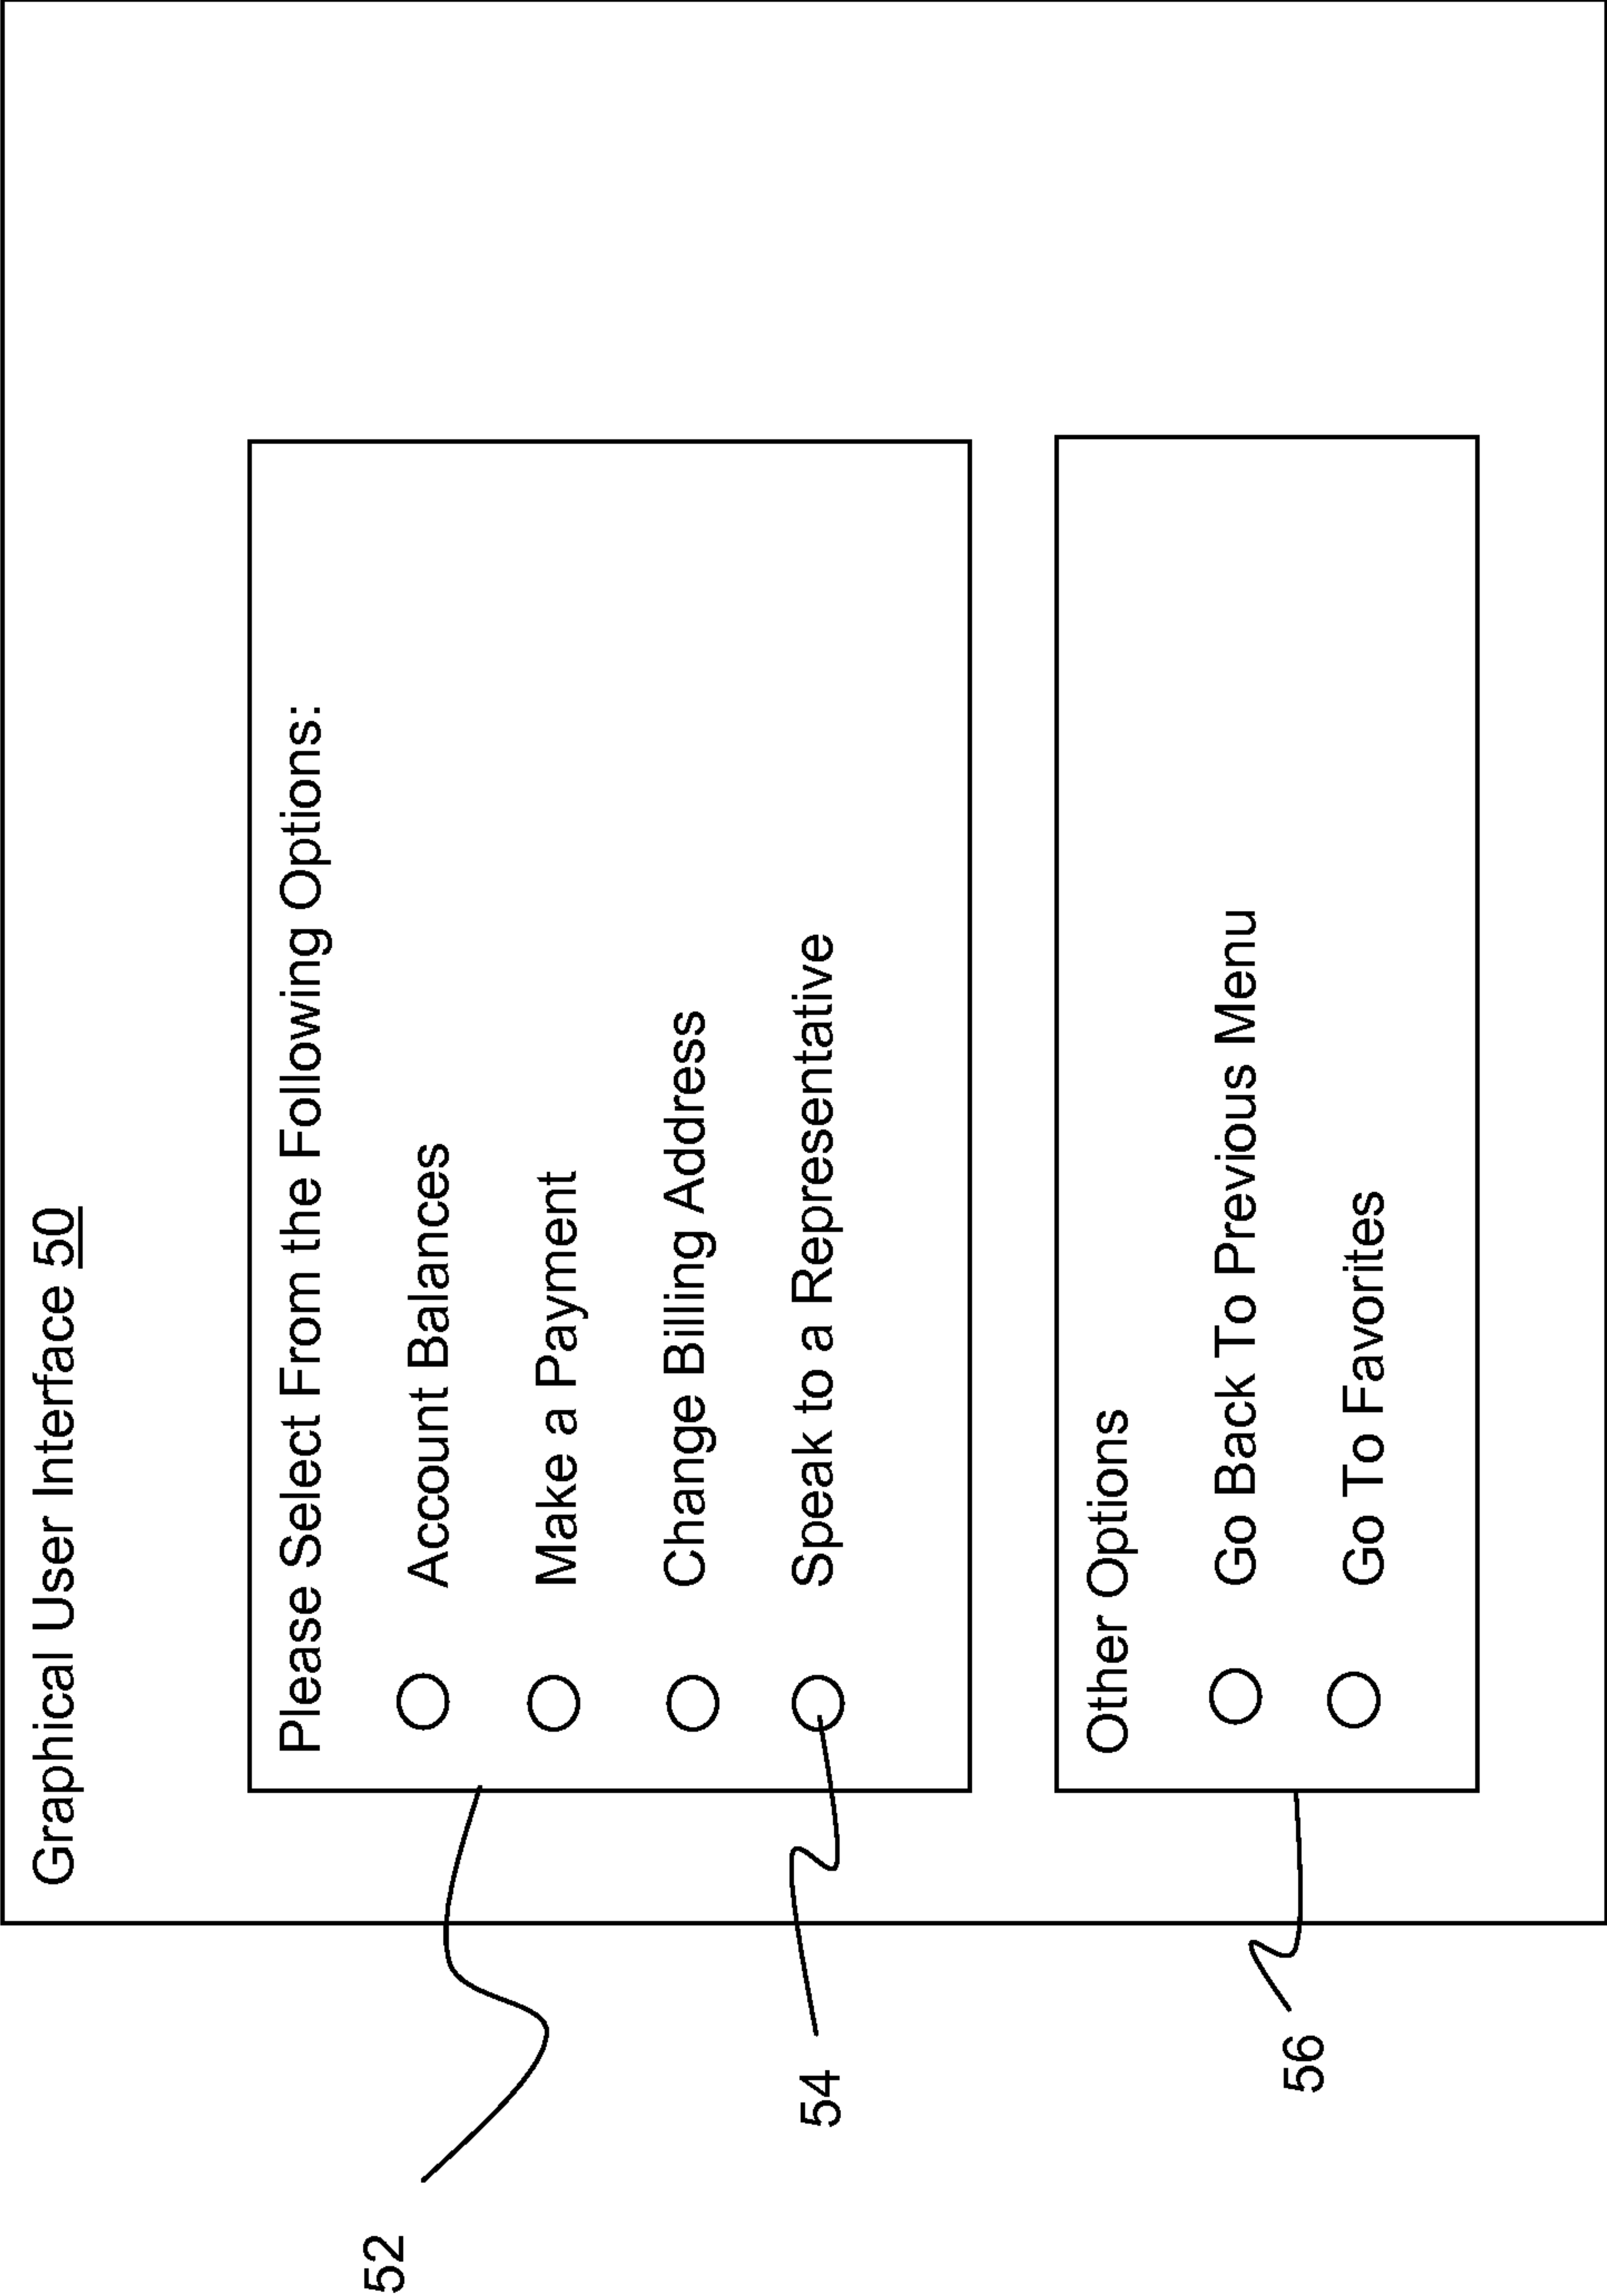 Graphical User Interface 50
Please Select From the Following Options:
Account Balances
Make a Payment
Change Billing Address
Speak to a Representative
Other Options
Go Back To Previous Menu
Go To Favorites
52
54
56